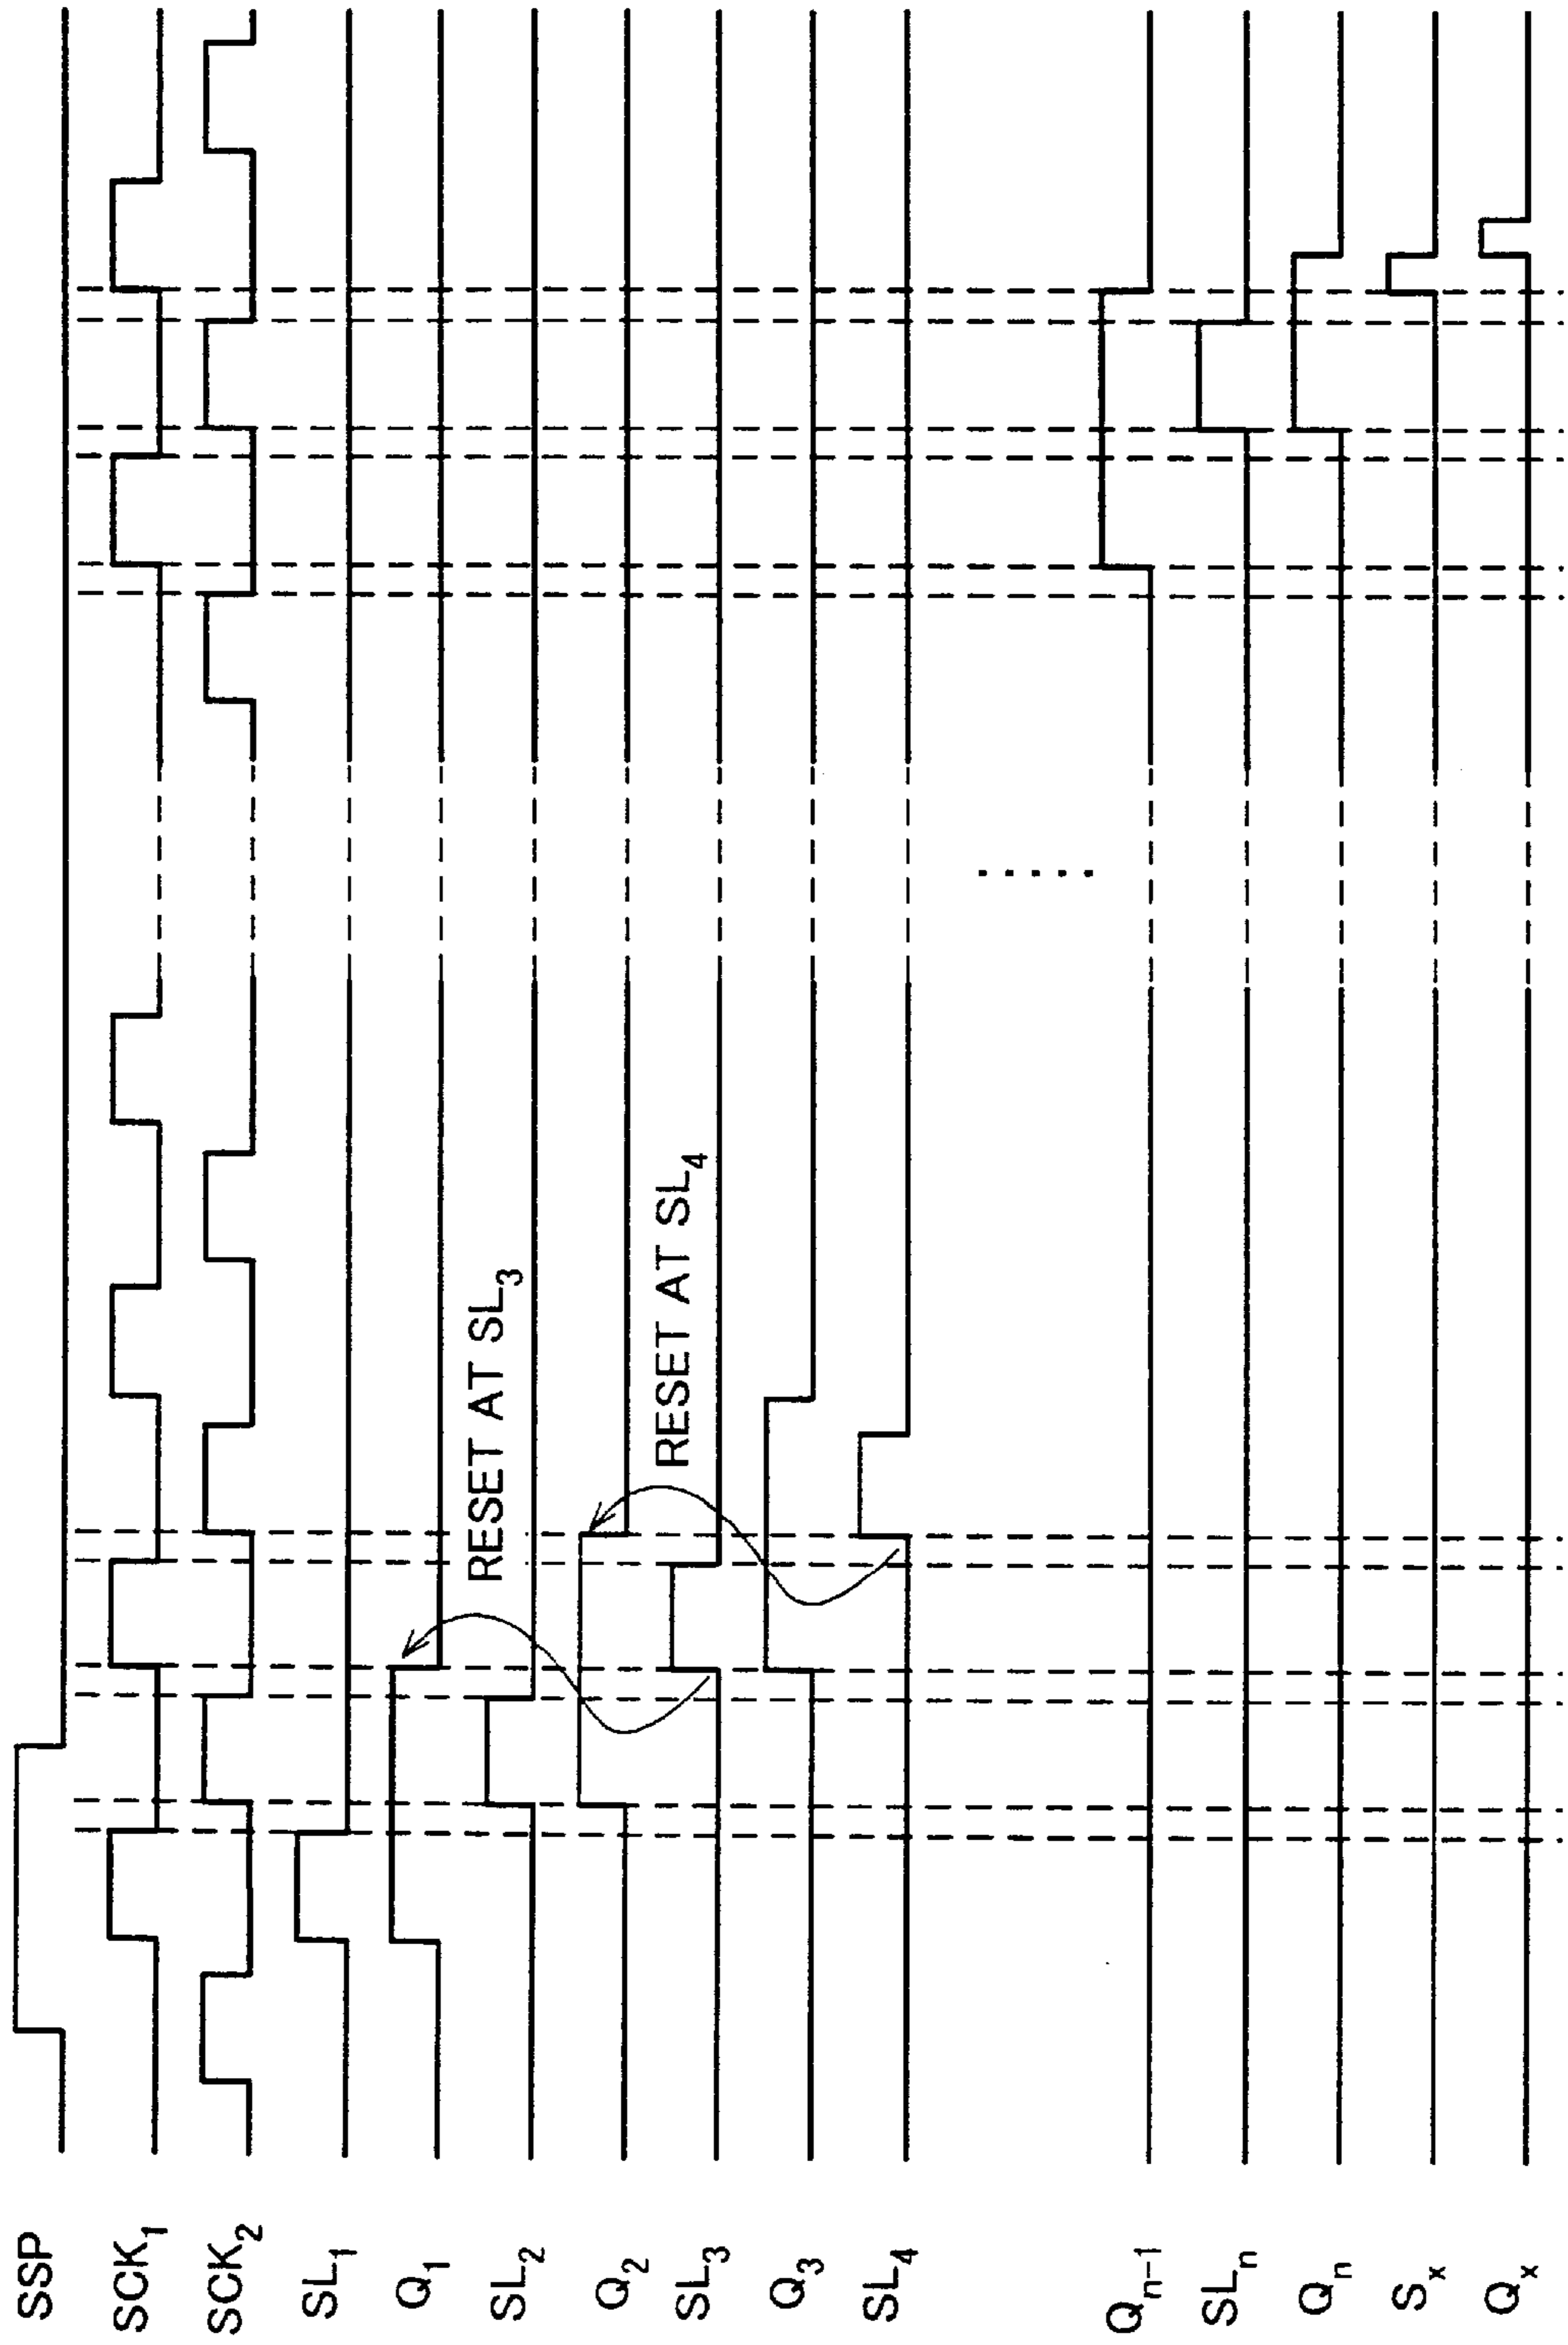 SSP
SCK₁
SCK₂
SL₁
Q₁
SL₂
RESET AT SL₃
Q₂
SL₃
RESET AT SL₄
Q₃
SL₄
.....
Qₙ₋₁
SLₙ
Qₙ
Sₓ
Qₓ